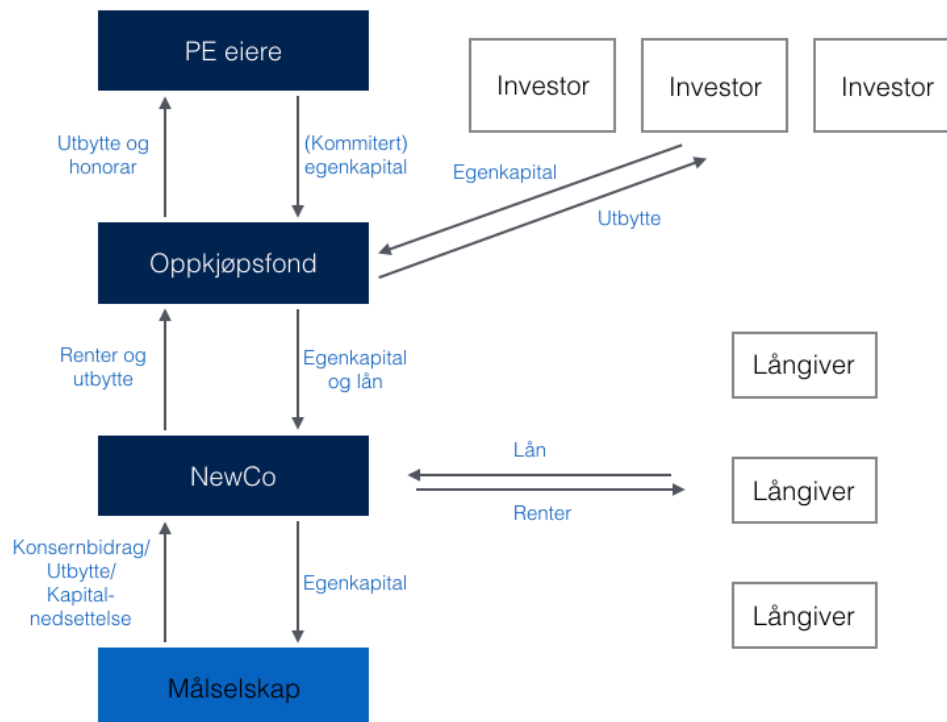 PE eiere
Investor
Investor
Investor
Utbytte og
honorar
(Kommitert)
egenkapital
Egenkapital
Utbytte
Oppkjøpsfond
Renter og
utbytte
Egenkapital
og lån
Långiver
NewCo
Lån
Renter
Långiver
Konsernbidrag/
Utbytte/
Kapital-
nedsettelse
Egenkapital
Långiver
Målselskap